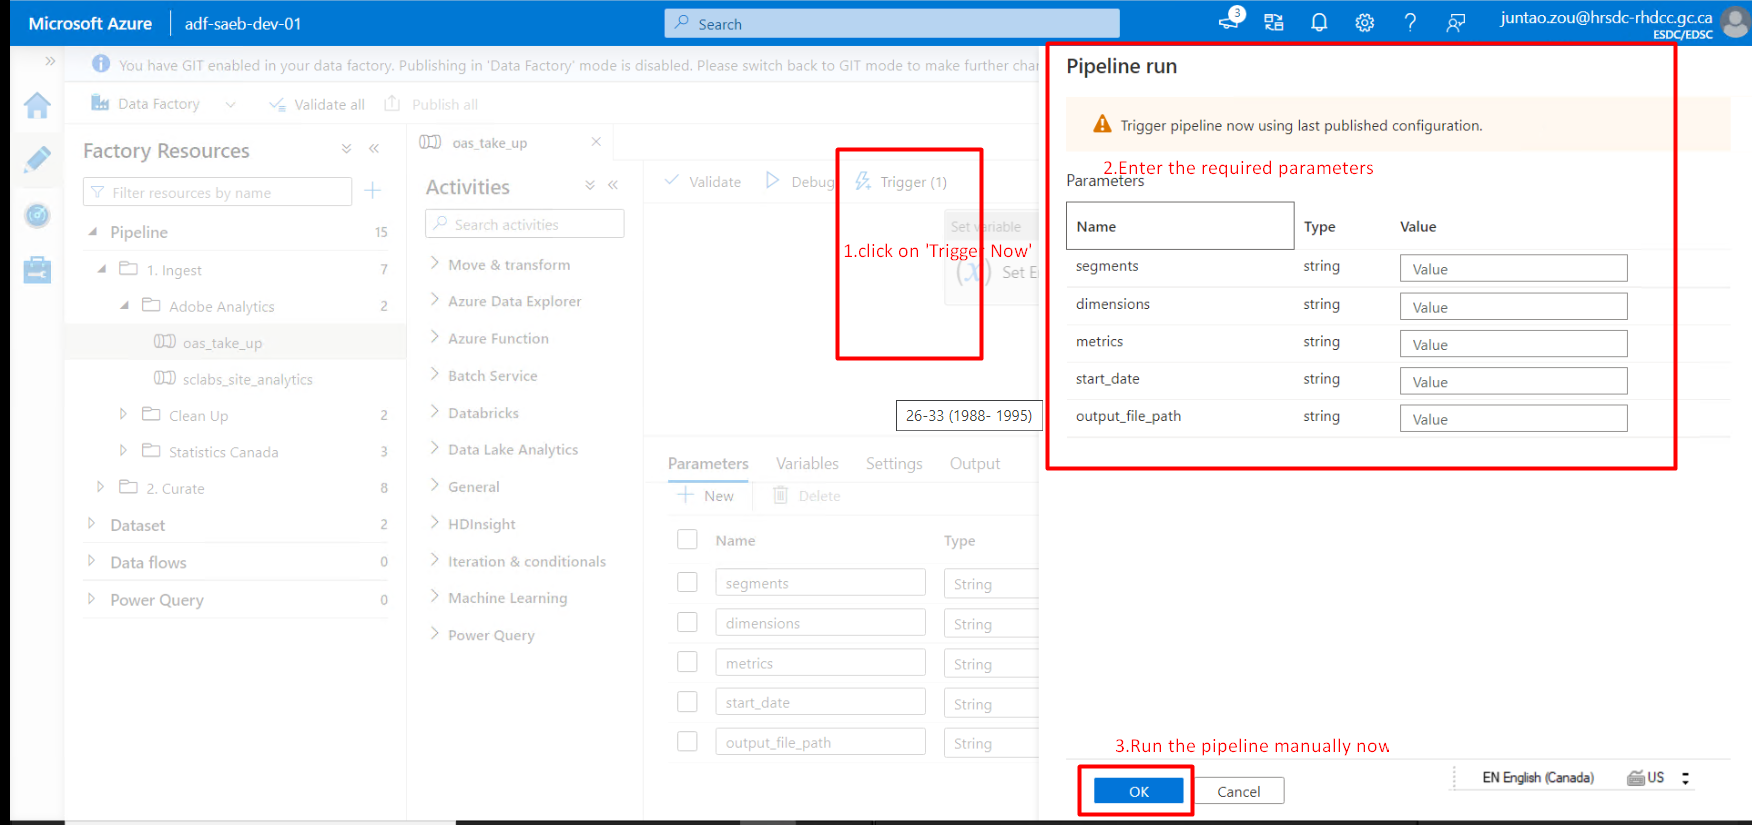 Microsoft Azure
adf-saeb-dev-01
Search
3
juntao.zou@hrsdc-rhdcc.gc.ca
ESDC/EDSC
You have GIT enabled in your data factory. Publishing in 'Data Factory' mode is disabled. Please switch back to GIT mode to make further
Data Factory
Validate all
Publish all
Factory Resources
Filter resources by name
Pipeline 15
1. Ingest 7
Adobe Analytics 2
oas_take_up
sclabs_site_analytics
Clean Up 2
Statistics Canada 3
2. Curate 8
Dataset 2
Data flows 0
Power Query 0
oas_take_up
Activities
Search activities
Move & transform
Azure Data Explorer
Azure Function
Batch Service
Databricks
Data Lake Analytics
General
HDInsight
Iteration & conditionals
Machine Learning
Power Query
Validate
Debug
Trigger (1)
Set variable
(x) Set E
1.click on 'Trigger Now'
26-33 (1988- 1995)
Parameters Variables Settings Output
New
Delete
Name Type
segments String
dimensions String
metrics String
start_date String
output_file_path String
Pipeline run
Trigger pipeline now using last published configuration.
2.Enter the required parameters
Parameters
Name Type Value
segments string Value
dimensions string Value
metrics string Value
start_date string Value
output_file_path string Value
3.Run the pipeline manually now
EN English (Canada) US
OK
Cancel